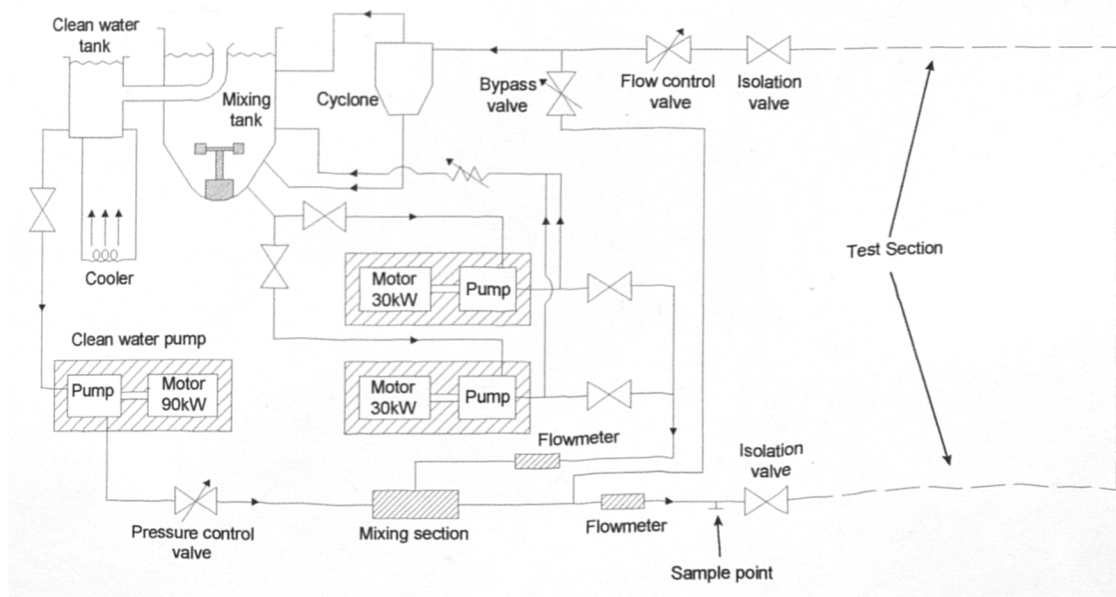 Clean water
tank
Mixing
tank
Cyclone
Bypass
valve
Flow control
valve
Isolation
valve
Cooler
Test Section
Motor
30kW
Pump
Clean water pump
Pump
Motor
90kW
Motor
30kW
Pump
Flowmeter
Isolation
valve
Pressure control
valve
Mixing section
Flowmeter
Sample point